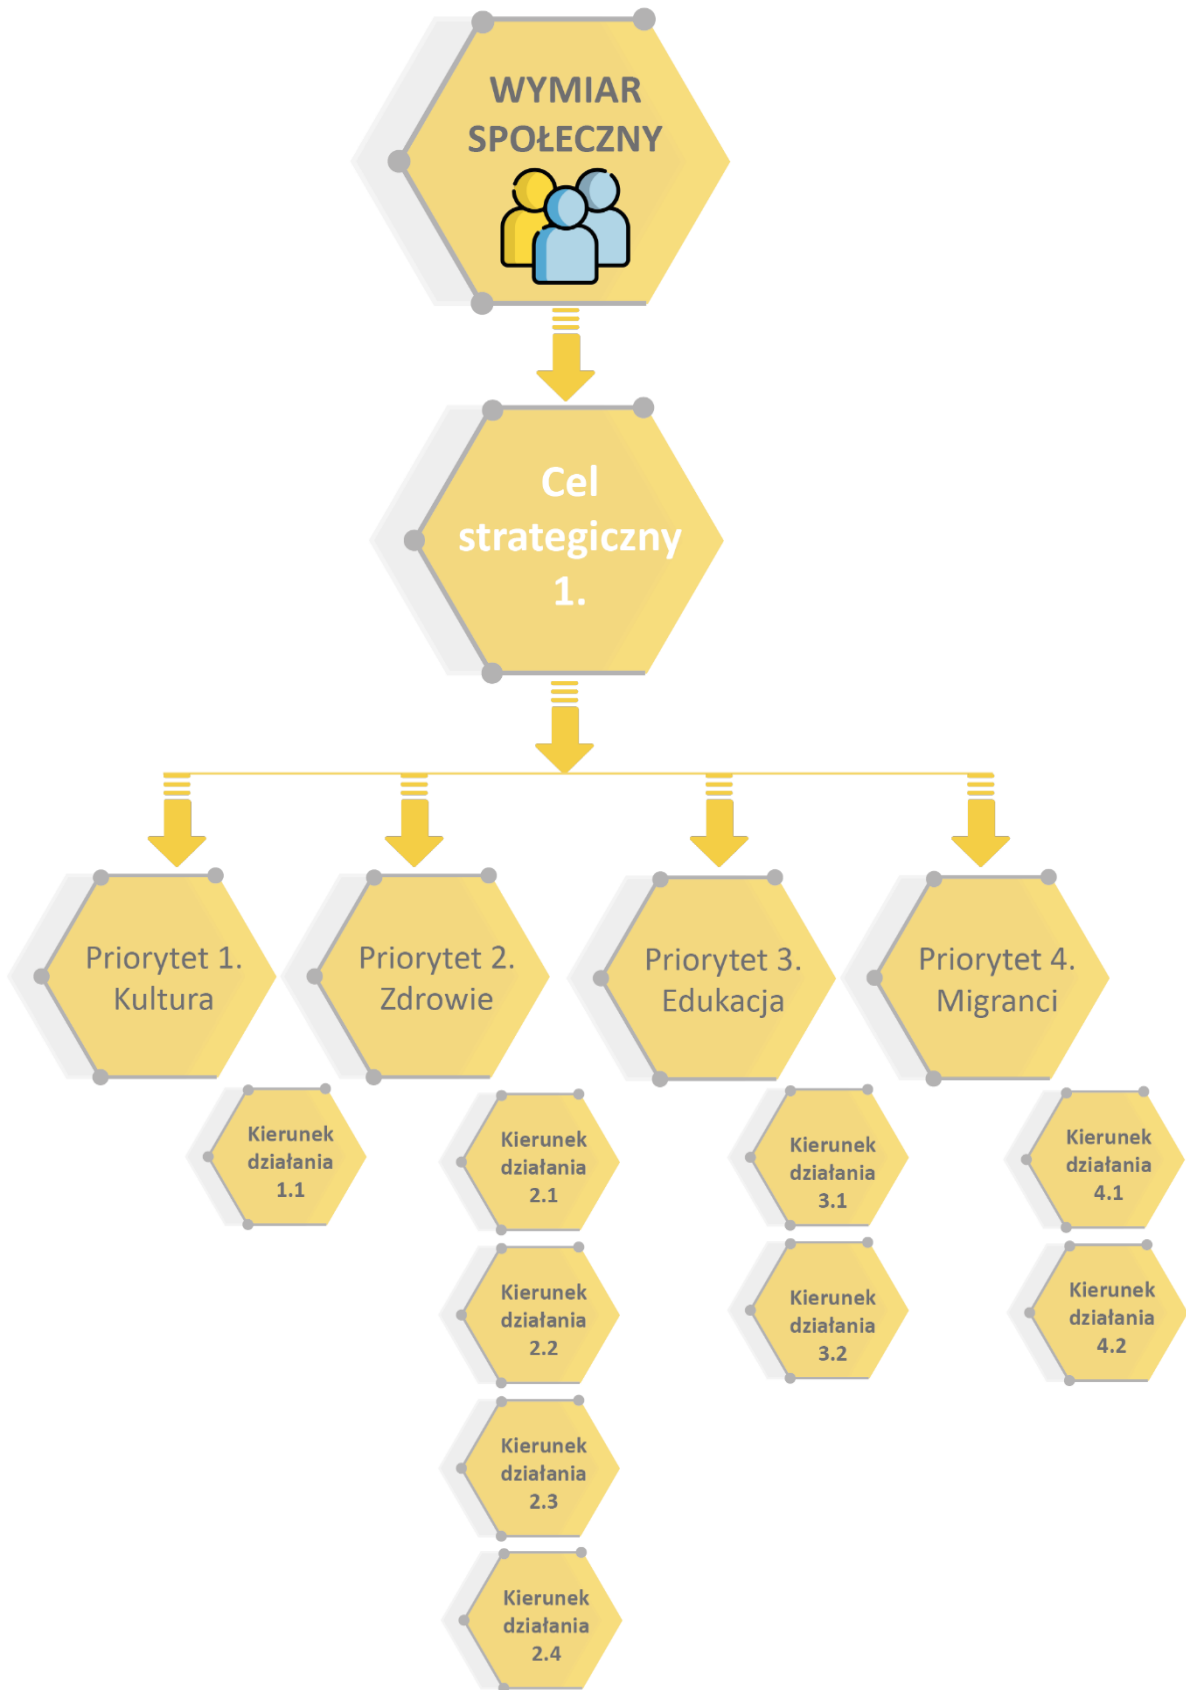 WYMIAR
SPOŁECZNY
Cel
strategiczny
1.
Priorytet 1.
Kultura
Priorytet 2.
Zdrowie
Priorytet 3.
Edukacja
Priorytet 4.
Migranci
Kierunek
działania
1.1
Kierunek
działania
2.1
Kierunek
działania
2.2
Kierunek
działania
2.3
Kierunek
działania
2.4
Kierunek
działania
3.1
Kierunek
działania
3.2
Kierunek
działania
4.1
Kierunek
działania
4.2